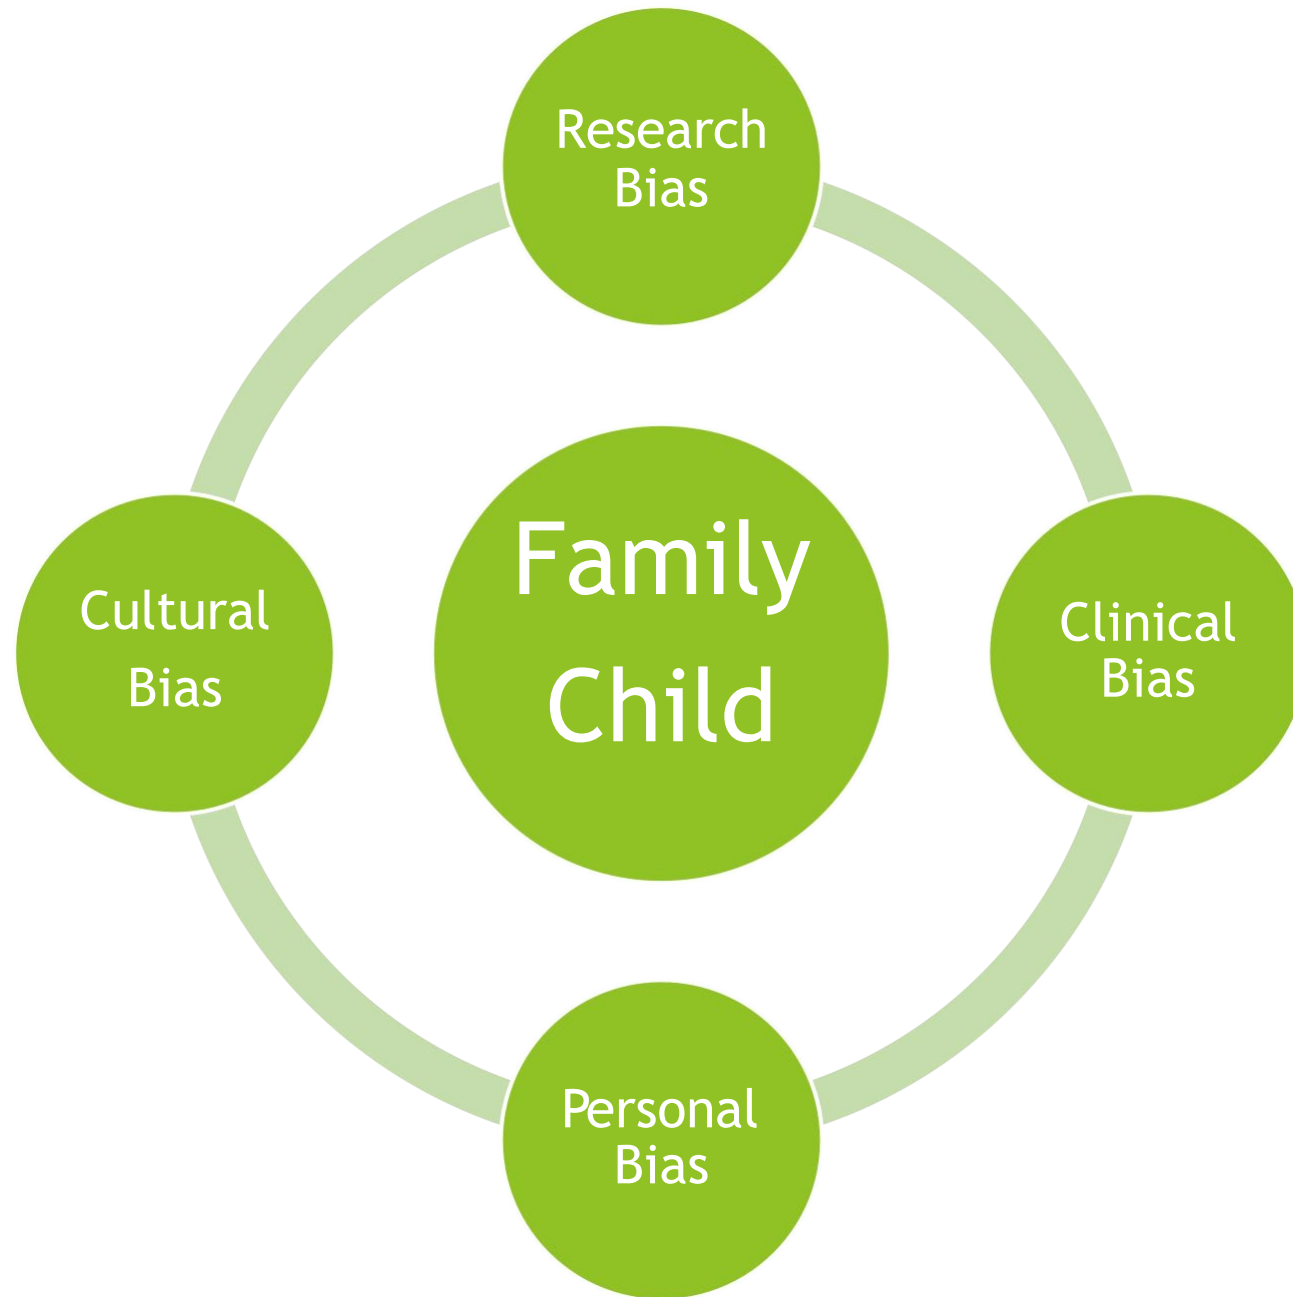 Research
Bias
Family
Child
Cultural
Bias
Clinical
Bias
Personal
Bias